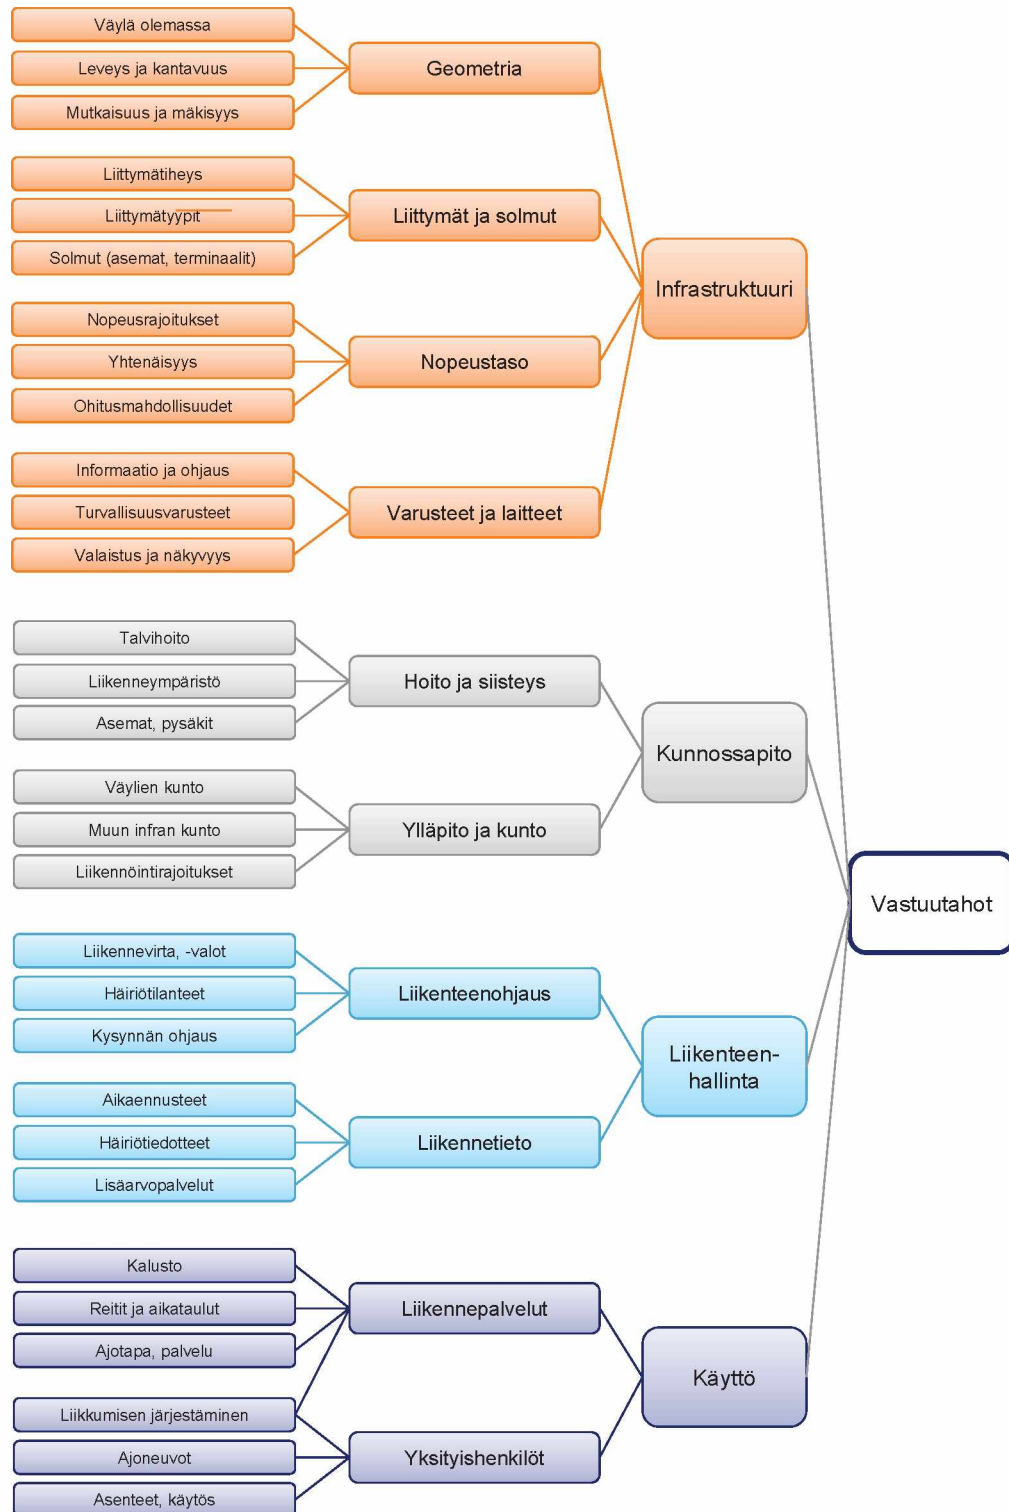 Väylä olemassa
Leveys ja kantavuus
Mutkaisuus ja mäkisyys
Geometria
Liittymätiheys
Liittymätyypit
Solmut (asemat, terminaalit)
Liittymät ja solmut
Nopeusrajoitukset
Yhtenäisyys
Ohitusmahdollisuudet
Nopeustaso
Informaatio ja ohjaus
Turvallisuusvarusteet
Valaistus ja näkyvyys
Varusteet ja laitteet
Infrastruktuuri
Talvihoito
Liikenneympäristö
Asemat, pysäkit
Hoito ja siisteys
Väylien kunto
Muun infran kunto
Liikennöintirajoitukset
Ylläpito ja kunto
Kunnossapito
Liikennevirta, -valot
Häiriötilanteet
Kysynnän ohjaus
Liikenteenohjaus
Aikaennusteet
Häiriötiedotteet
Lisäarvopalvelut
Liikennetieto
Liikenteen-
hallinta
Kalusto
Reitit ja aikataulut
Ajotapa, palvelu
Liikennepalvelut
Liikkumisen järjestäminen
Ajoneuvot
Asenteet, käytös
Yksityishenkilöt
Käyttö
Vastuutahot